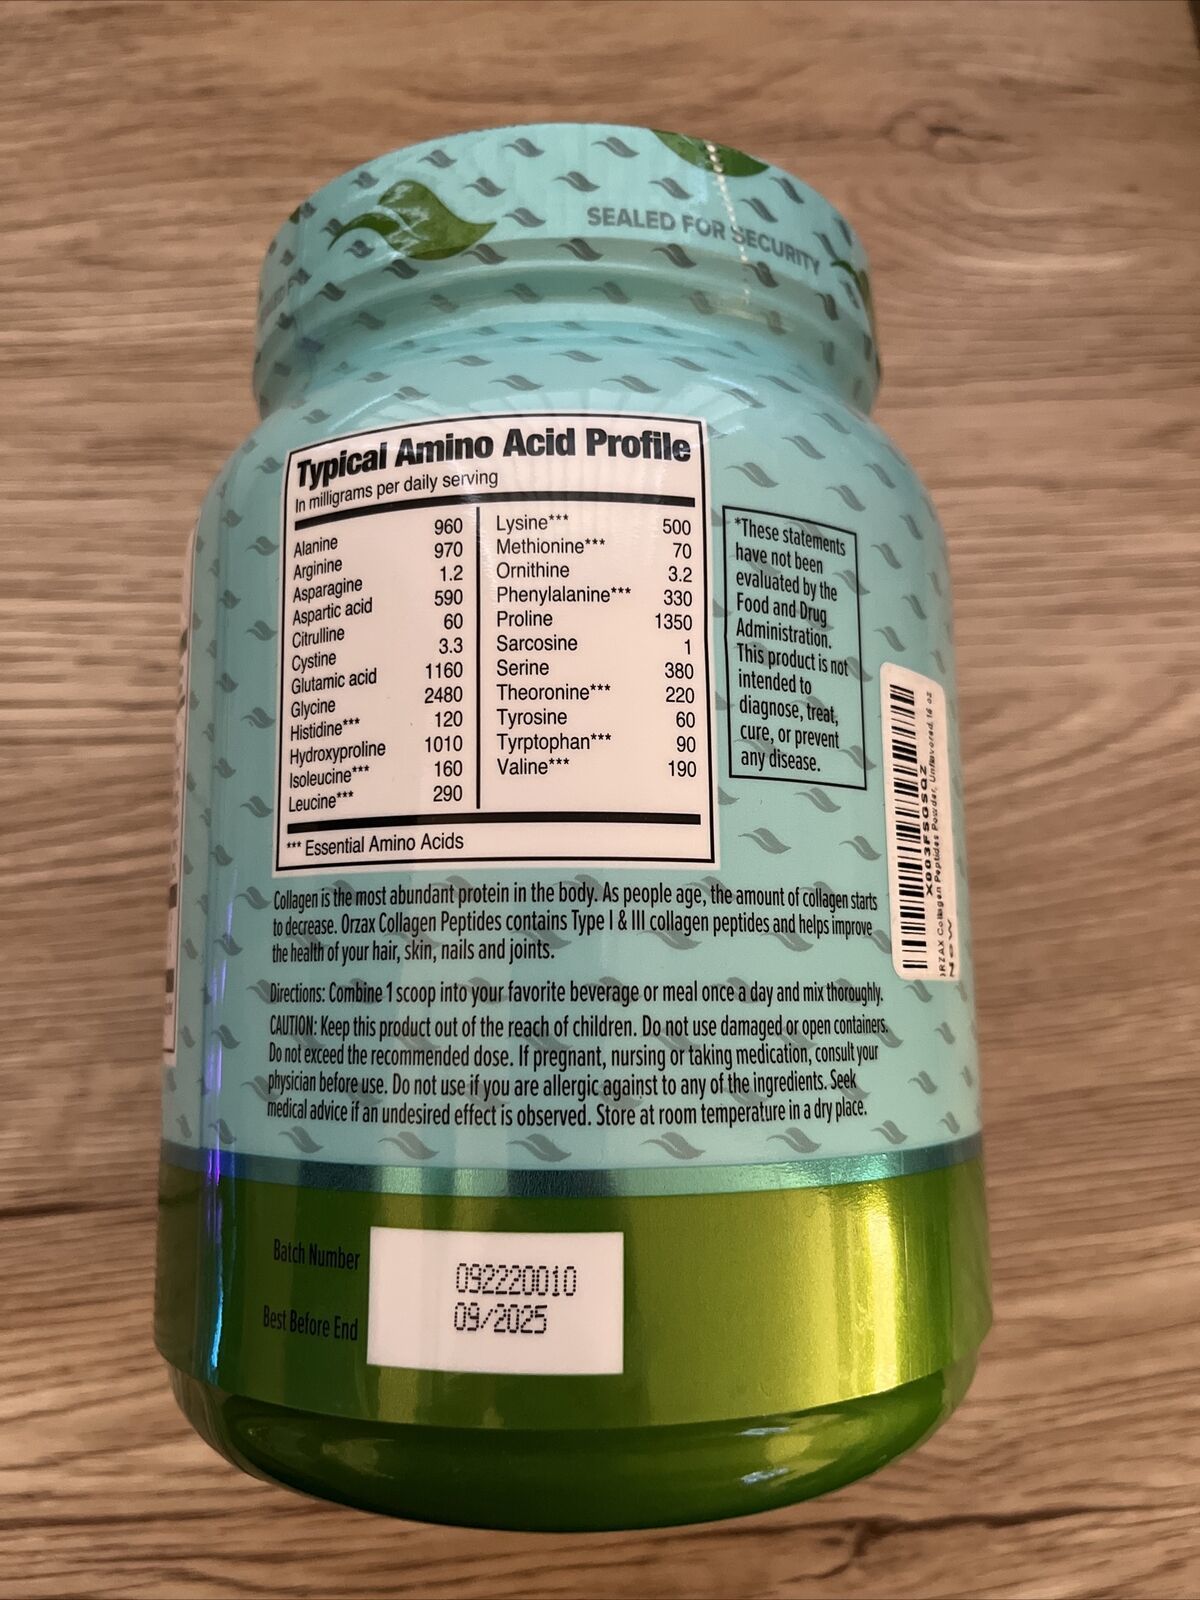 SEALED FOR SECURITY
Typical Amino Acid Profile
In milligrams per daily serving
Alanine 960
Arginine 970
Asparagine 1.2
Aspartic acid 590
Citrulline 60
Cystine 3.3
Glutamic acid 1160
Glycine 2480
Histidine*** 120
Hydroxyproline 1010
Isoleucine*** 160
Leucine*** 290
Lysine*** 500
Methionine*** 70
Ornithine 3.2
Phenylalanine*** 330
Proline 1350
Sarcosine 1
Serine 380
Theoronine*** 220
Tyrosine 60
Tyrptophan*** 90
Valine*** 190
*** Essential Amino Acids
*These statements
have not been
evaluated by the
Food and Drug
Administration.
This product is not
intended to
diagnose, treat,
cure, or prevent
any disease.
X003FSGSQZ
ORZAX Collagen Peptides Powder, Unflavored, 16 oz
New
Collagen is the most abundant protein in the body. As people age, the amount of collagen starts
to decrease. Orzax Collagen Peptides contains Type I & III collagen peptides and helps improve
the health of your hair, skin, nails and joints.
Directions: Combine 1 scoop into your favorite beverage or meal once a day and mix thoroughly.
CAUTION: Keep this product out of the reach of children. Do not use damaged or open containers.
Do not exceed the recommended dose. If pregnant, nursing or taking medication, consult your
physician before use. Do not use if you are allergic against to any of the ingredients. Seek
medical advice if an undesired effect is observed. Store at room temperature in a dry place.
Batch Number 092220010
Best Before End 09/2025